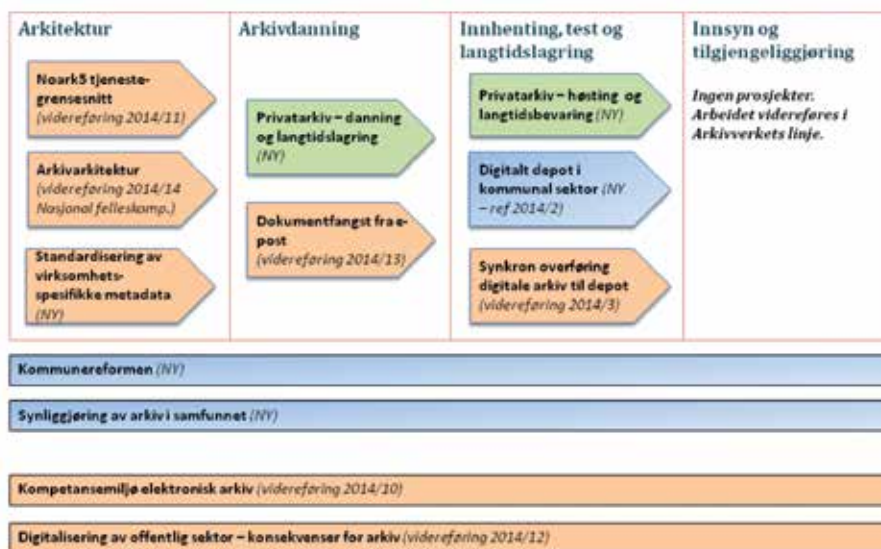 Arkitektur
Noark5 tjeneste-
grensesnitt
(videreføring 2014/11)
Arkivarkitektur
(videreføring 2014/14
Nasjonal felleskomp.)
Standardisering av
virksomhets-
spesifikke metadata
(NY)
Arkivdanning
Privatarkiv – danning
og langtidslagring
(NY)
Dokumentfangst fra e-
post
(videreføring 2014/13)
Innhenting, test og
langtidslagring
Privatarkiv – høsting og
langtidsbevaring (NY)
Digitalt depot i
kommunal sektor (NY
– ref 2014/2)
Synkron overføring
digitale arkiv til depot
(videreføring 2014/3)
Innsyn og
tilgjengeliggjøring
Ingen prosjekter.
Arbeidet videreføres i
Arkivverkets linje.
Kommunereformen (NY)
Synliggjøring av arkiv i samfunnet (NY)
Kompetansemiljø elektronisk arkiv (videreføring 2014/10)
Digitalisering av offentlig sektor – konsekvenser for arkiv (videreføring 2014/12)